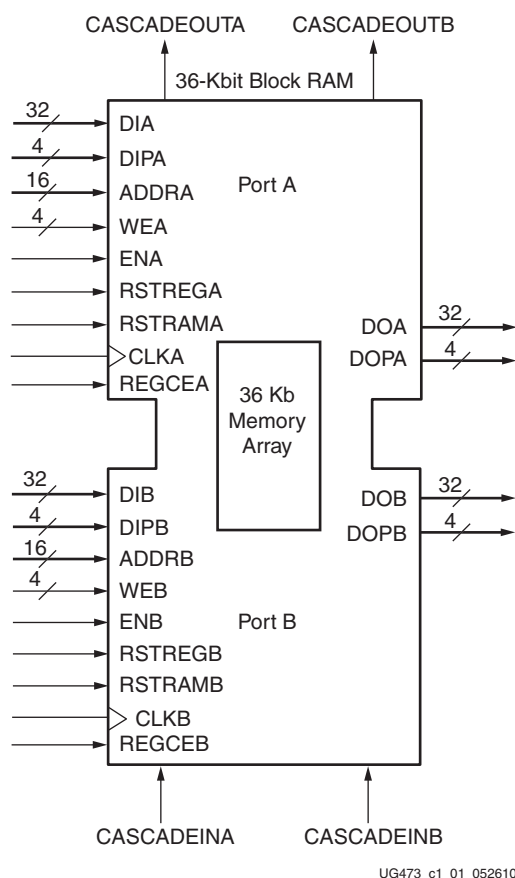 CASCADEOUTA CASCADEOUTB
36-Kbit Block RAM
32 DIA
4 DIPA
16 ADDRA
4 WEA
ENA
RSTREGA
RSTRAMA
CLKA
REGCEA
Port A
DOA 32
DOPA 4
36 Kb
Memory
Array
32 DIB
4 DIPB
16 ADDRB
4 WEB
ENB
RSTREGB
RSTRAMB
CLKB
REGCEB
Port B
DOB 32
DOPB 4
CASCADEINA CASCADEINB
UG473_c1_01_052610